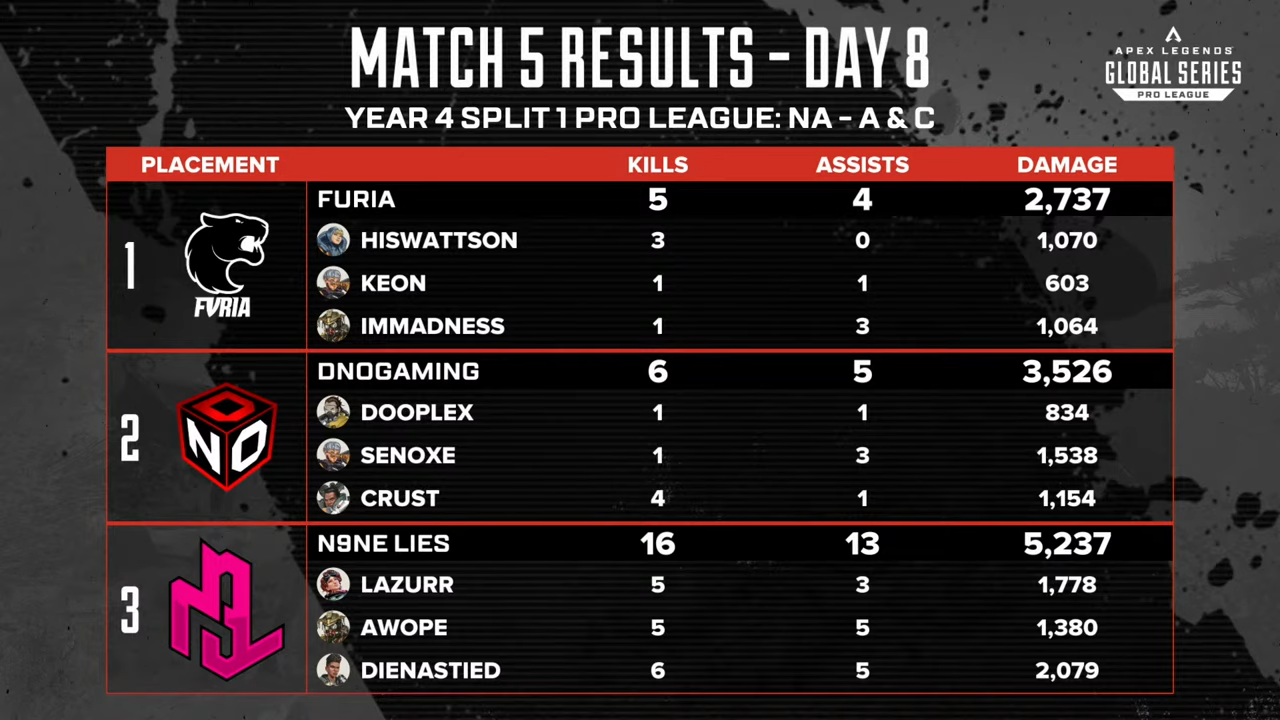 MATCH 5 RESULTS - DAY 8
YEAR 4 SPLIT 1 PRO LEAGUE: NA - A & C
APEX LEGENDS
GLOBAL SERIES
PRO LEAGUE
PLACEMENT KILLS ASSISTS DAMAGE
1 FURIA FURIA 5 4 2,737
HISWATTSON 3 0 1,070
KEON 1 1 603
IMMADNESS 1 3 1,064
2 DNO DNOGAMING 6 5 3,526
DOOPLEX 1 1 834
SENOXE 1 3 1,538
CRUST 4 1 1,154
3 N9L N9NE LIES 16 13 5,237
LAZURR 5 3 1,778
AWOPE 5 5 1,380
DIENASTIED 6 5 2,079